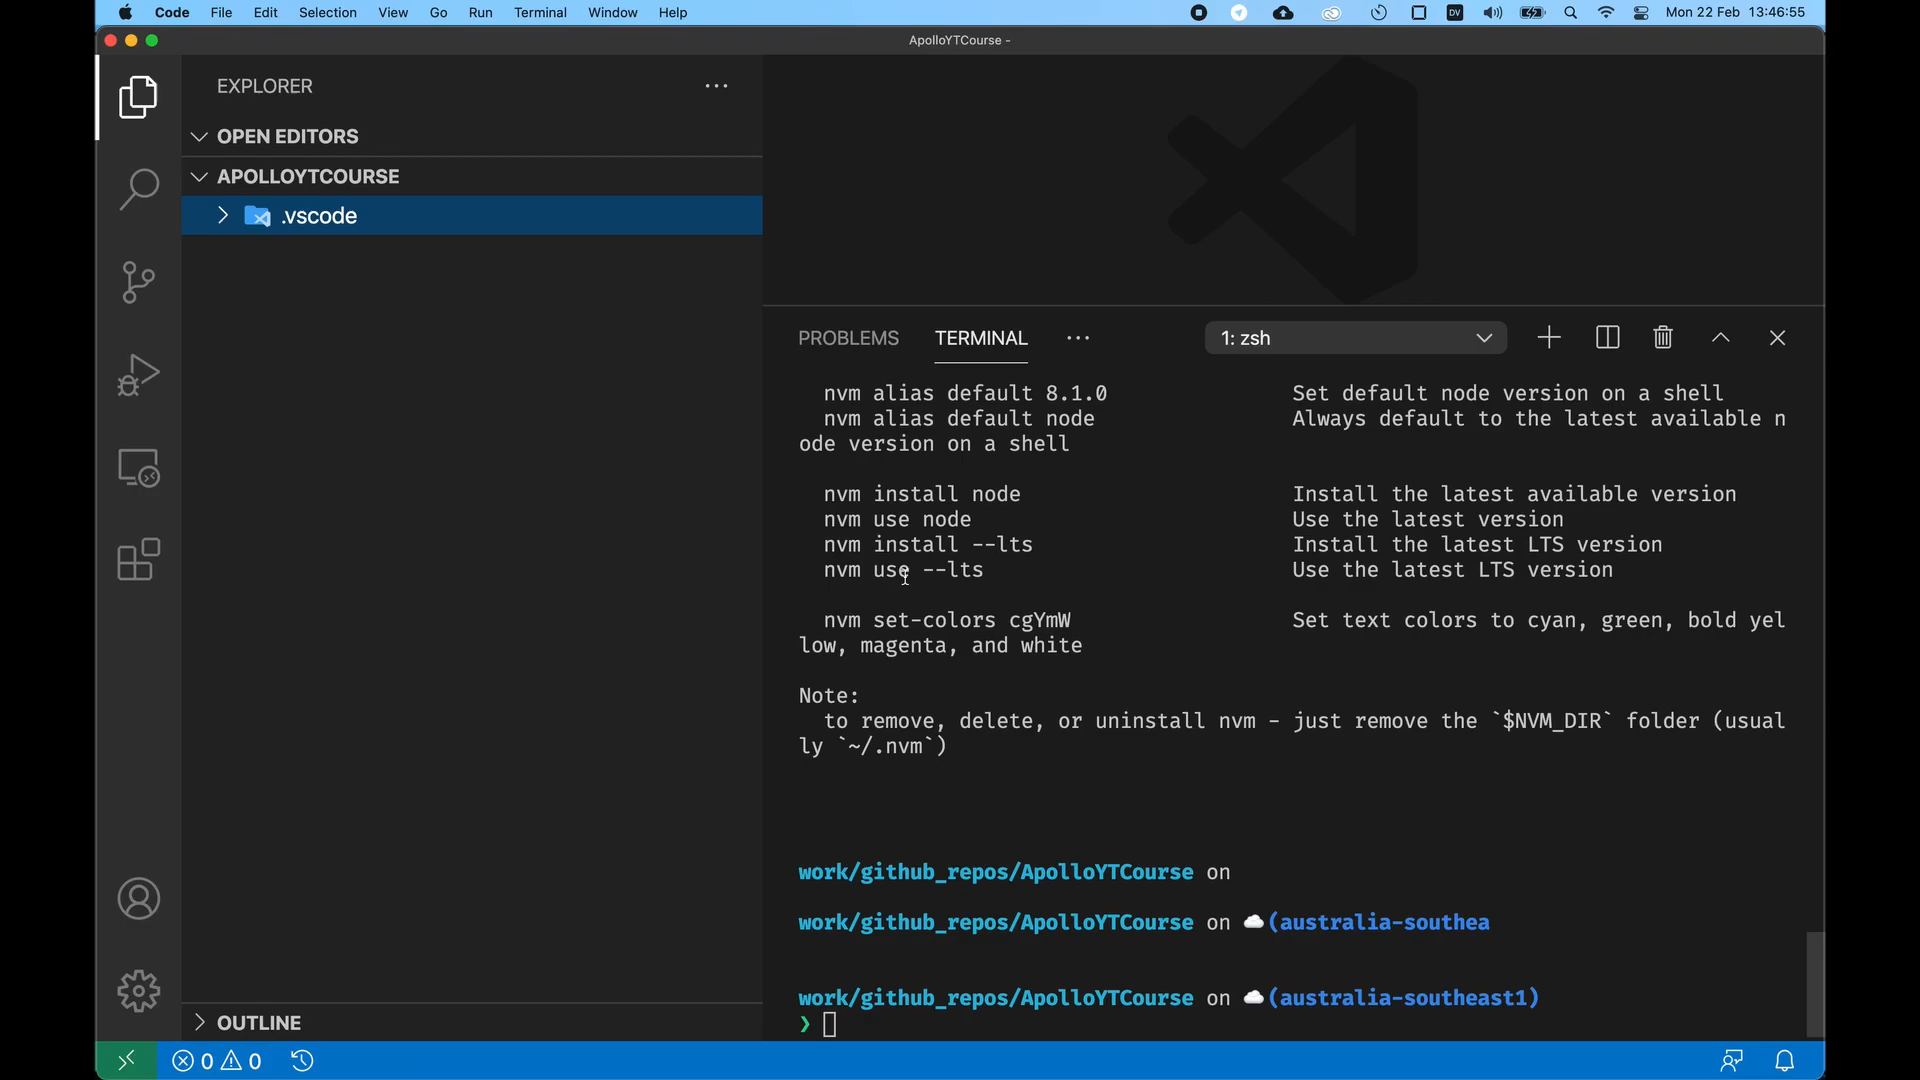 Code File Edit Selection View Go Run Terminal Window Help DV Mon 22 Feb 13:46:55
ApolloYTCourse -
EXPLORER
OPEN EDITORS
APOLLOYTCOURSE
.vscode
OUTLINE
PROBLEMS TERMINAL 1: zsh
nvm alias default 8.1.0 Set default node version on a shell
nvm alias default node Always default to the latest available n
ode version on a shell
nvm install node Install the latest available version
nvm use node Use the latest version
nvm install --lts Install the latest LTS version
nvm use --lts Use the latest LTS version
nvm set-colors cgYmW Set text colors to cyan, green, bold yel
low, magenta, and white
Note:
to remove, delete, or uninstall nvm - just remove the `$NVM_DIR` folder (usual
ly `~/.nvm`)
work/github_repos/ApolloYTCourse on
work/github_repos/ApolloYTCourse on (australia-southea
work/github_repos/ApolloYTCourse on (australia-southeast1)
❯
0 0